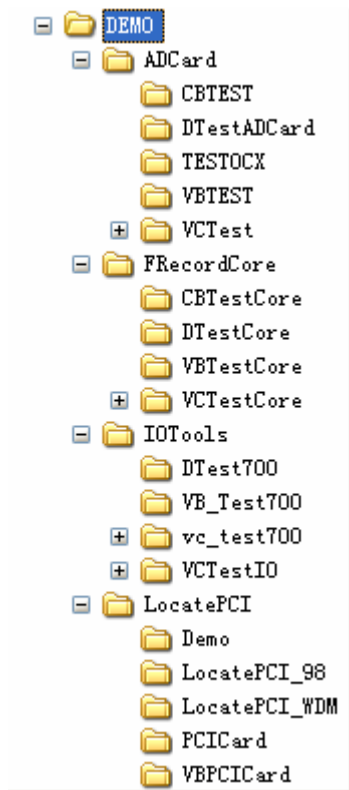 DEMO
ADCard
CBTEST
DTestADCard
TESTOCX
VBTEST
VCTest
FRecordCore
CBTestCore
DTestCore
VBTestCore
VCTestCore
IOTools
DTest700
VB_Test700
vc_test700
VCTestIO
LocatePCI
Demo
LocatePCI_98
LocatePCI_WDM
PCICard
VBPCICard